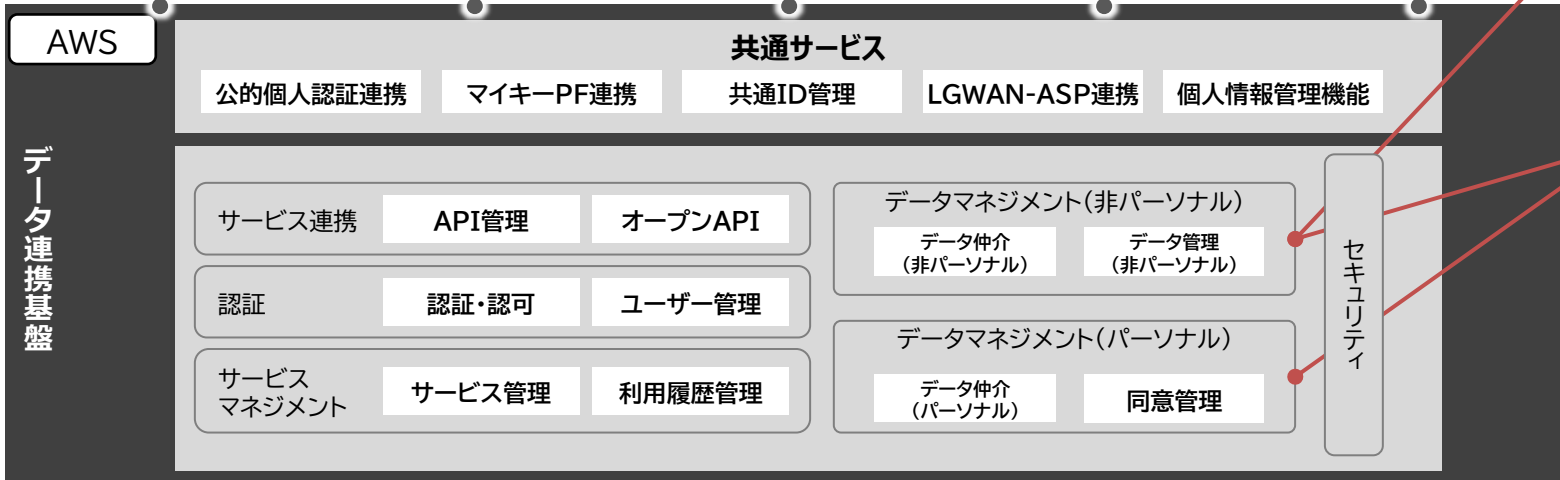 AWS
データ連携基盤
共通サービス
公的個人認証連携
マイキーPF連携
共通ID管理
LGWAN-ASP連携
個人情報管理機能
サービス連携
API管理
オープンAPI
認証
認証・認可
ユーザー管理
サービス
マネジメント
サービス管理
利用履歴管理
データマネジメント(非パーソナル)
データ仲介
(非パーソナル)
データ管理
(非パーソナル)
データマネジメント(パーソナル)
データ仲介
(パーソナル)
同意管理
セキュリティ